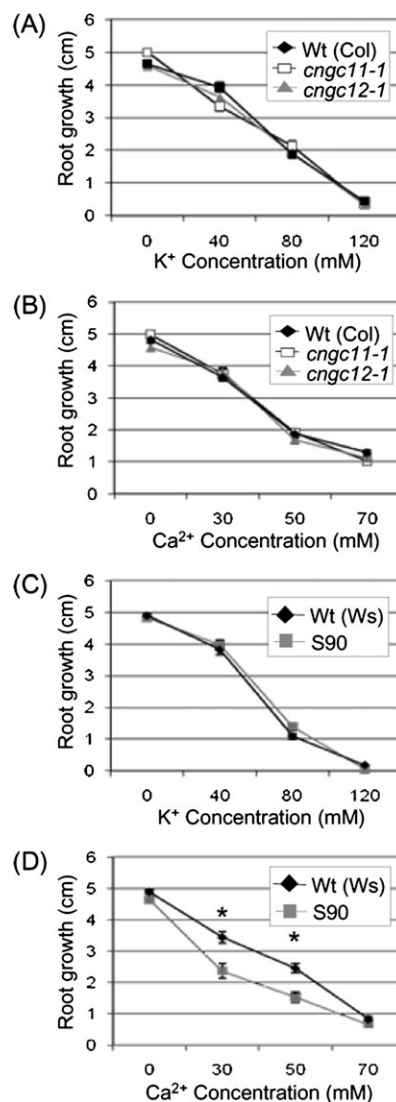 (A)
Root growth (cm)
6
5
4
3
2
1
0
Wt (Col)
cngc11-1
cngc12-1
0 40 80 120
K⁺ Concentration (mM)
(B)
Root growth (cm)
6
5
4
3
2
1
0
Wt (Col)
cngc11-1
cngc12-1
0 30 50 70
Ca²⁺ Concentration (mM)
(C)
Root growth (cm)
6
5
4
3
2
1
0
Wt (Ws)
S90
0 40 80 120
K⁺ Concentration (mM)
(D)
Root growth (cm)
6
5
4
3
2
1
0
Wt (Ws)
S90
* *
0 30 50 70
Ca²⁺ Concentration (mM)